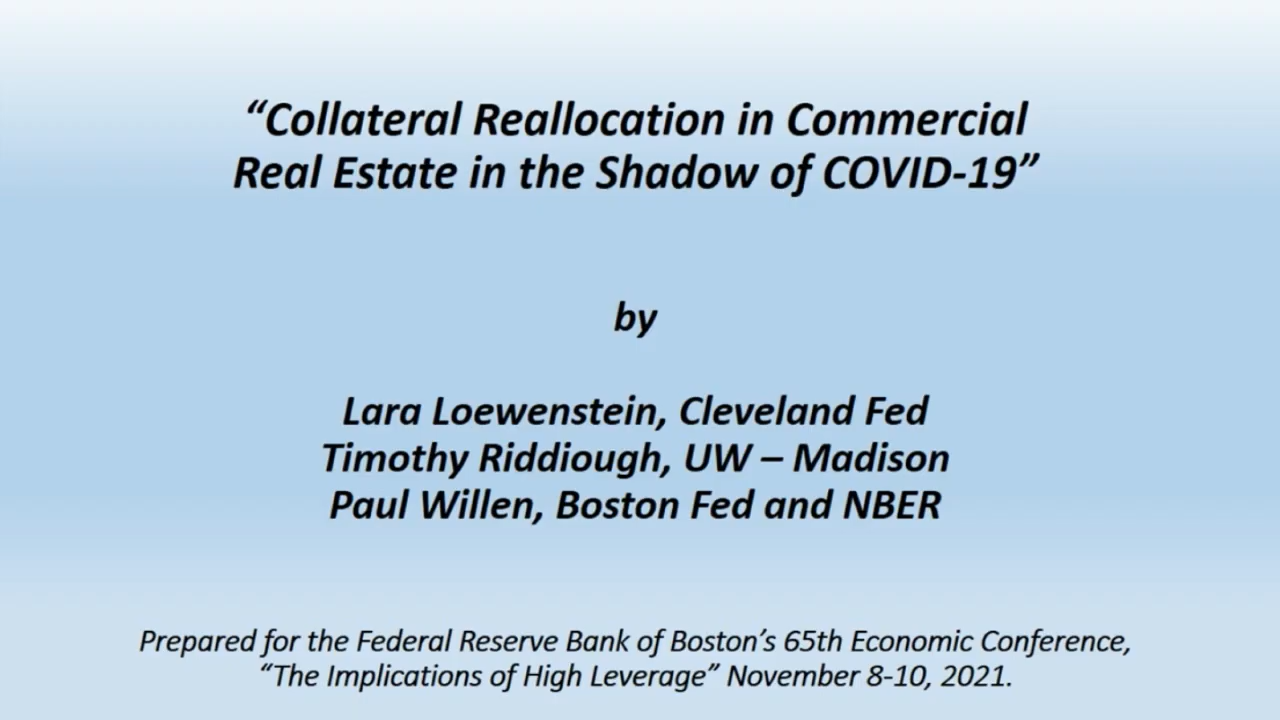 “Collateral Reallocation in Commercial
Real Estate in the Shadow of COVID-19”
by
Lara Loewenstein, Cleveland Fed
Timothy Riddiough, UW – Madison
Paul Willen, Boston Fed and NBER
Prepared for the Federal Reserve Bank of Boston’s 65th Economic Conference,
“The Implications of High Leverage” November 8-10, 2021.